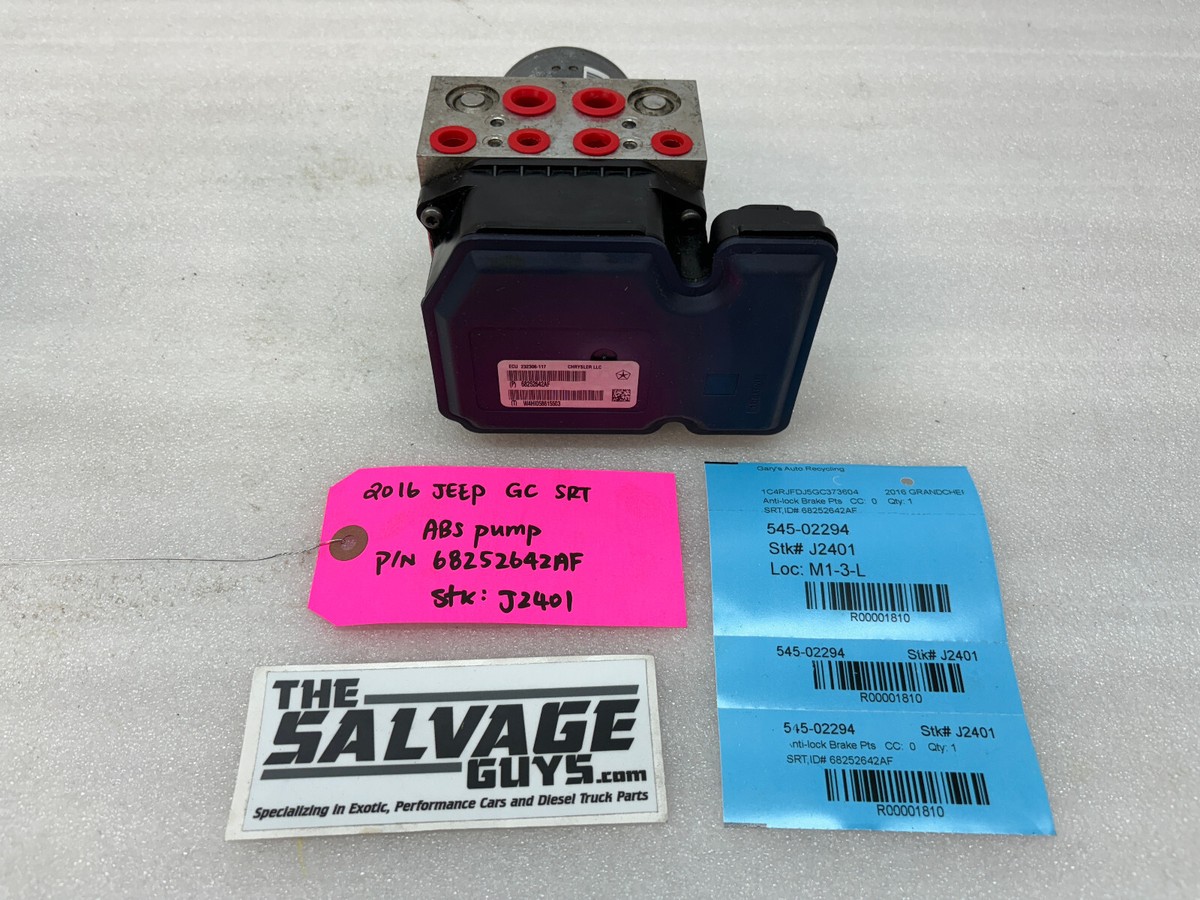 ECU 232306-117 CHRYSLER LLC
(P) 68252642AF
2016 JEEP GC SRT
ABS pump
P/N 68252642AF
Stk: J2401
THE
SALVAGE
GUYS.com
Specializing in Exotic, Performance Cars and Diesel Truck Parts
Gary's Auto Recycling
1C4RJFDJ5GC373604 2016 GRANDCHE
Anti-lock Brake Pts CC: 0 Qty: 1
SRT,ID# 68252642AF
545-02294
Stk# J2401
Loc: M1-3-L
R00001810
545-02294 Stk# J2401
R00001810
545-02294 Stk# J2401
nti-lock Brake Pts CC: 0 Qty: 1
SRT,ID# 68252642AF
R00001810